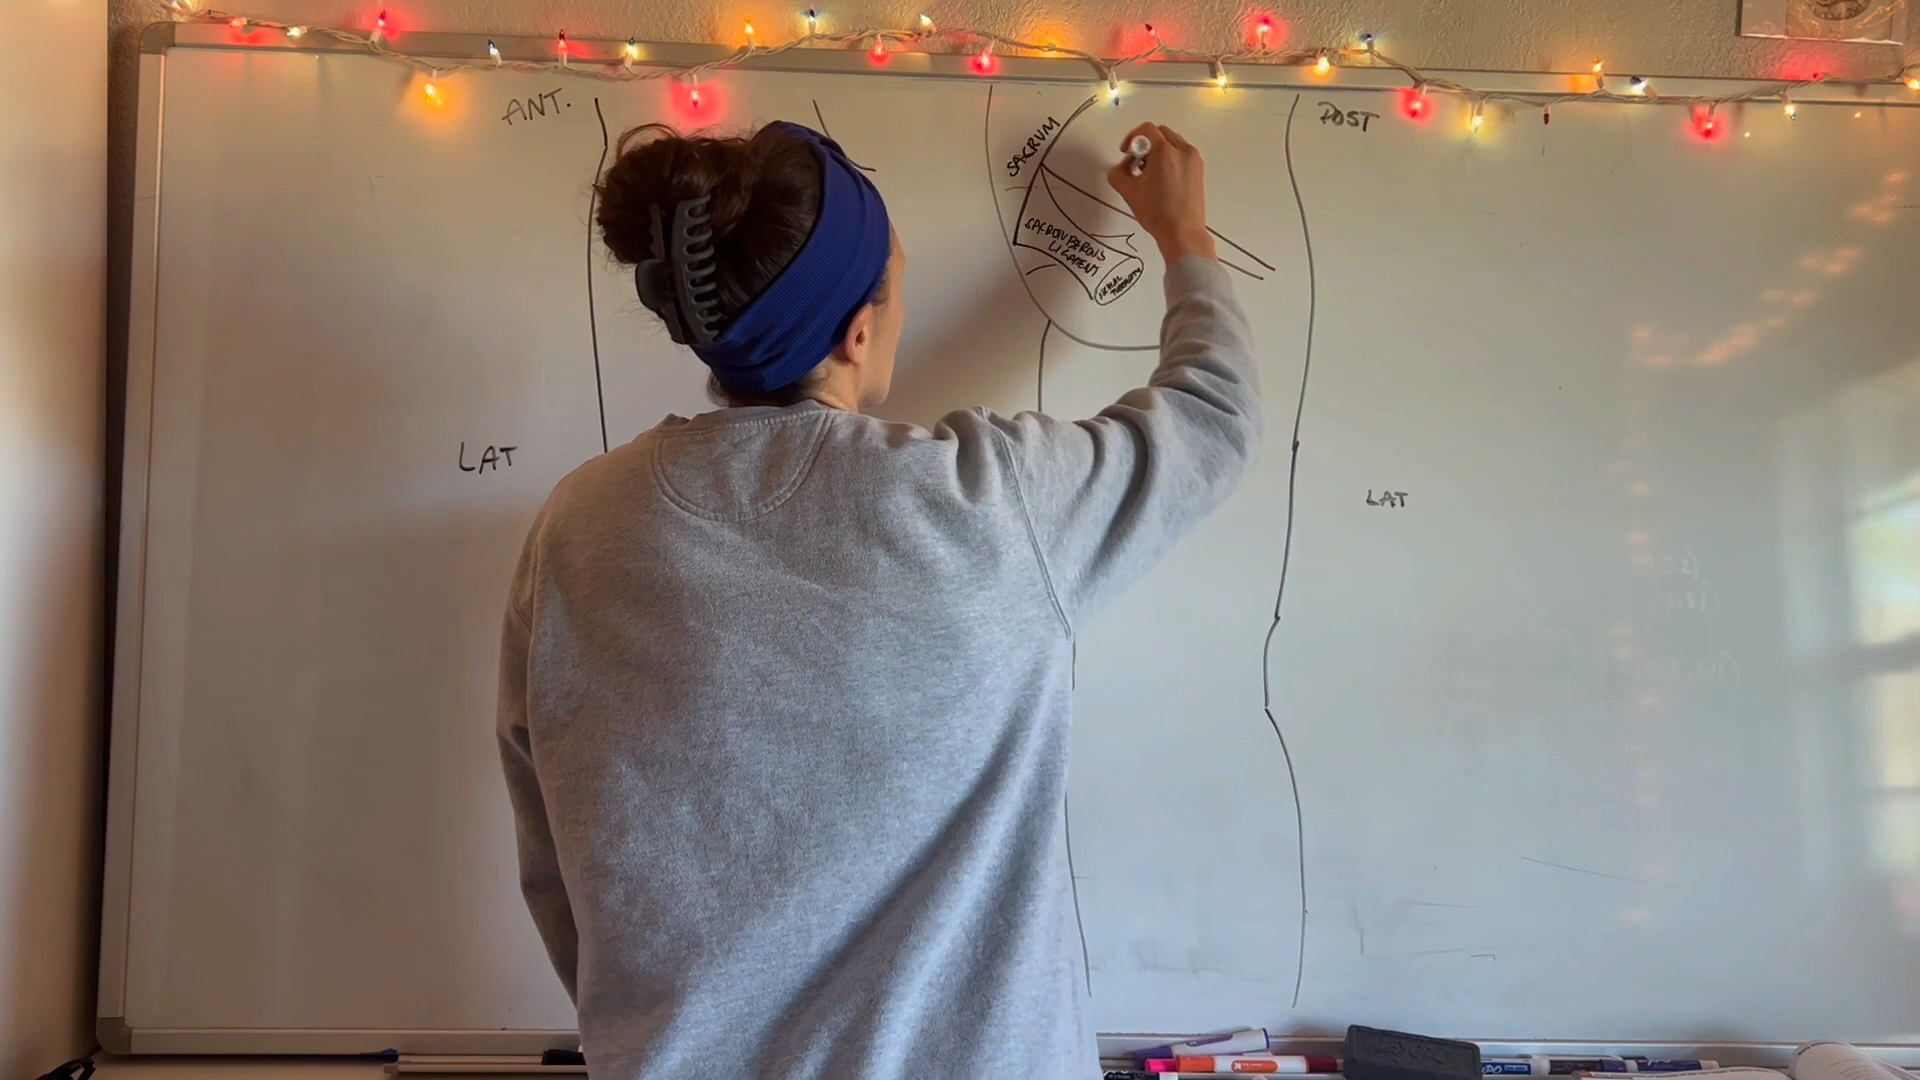 ANT.
POST
SACRUM
SACROTUBEROUS
LIGAMENT
LAT
LAT